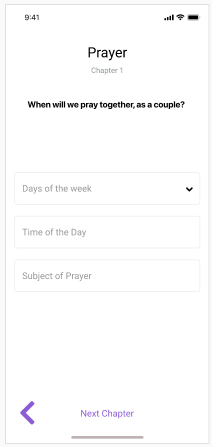 9:41
Prayer
Chapter 1
When will we pray together, as a couple?
Days of the week
Time of the Day
Subject of Prayer
Next Chapter